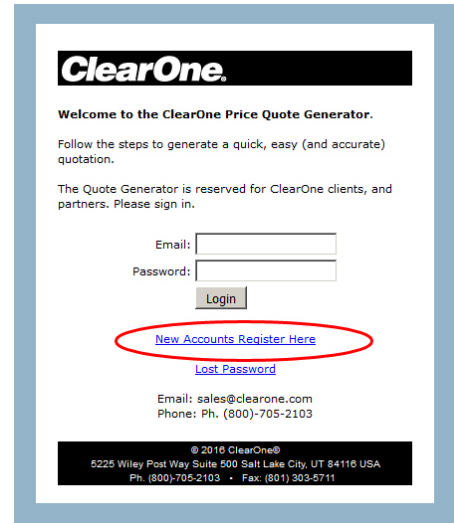 ClearOne.
Welcome to the ClearOne Price Quote Generator.
Follow the steps to generate a quick, easy (and accurate)
quotation.
The Quote Generator is reserved for ClearOne clients, and
partners. Please sign in.
Email:
Password:
Login
New Accounts Register Here
Lost Password
Email: sales@clearone.com
Phone: Ph. (800)-705-2103
© 2016 ClearOne®
5225 Wiley Post Way Suite 500 Salt Lake City, UT 84116 USA
Ph. (800)-705-2103 • Fax: (801) 303-5711